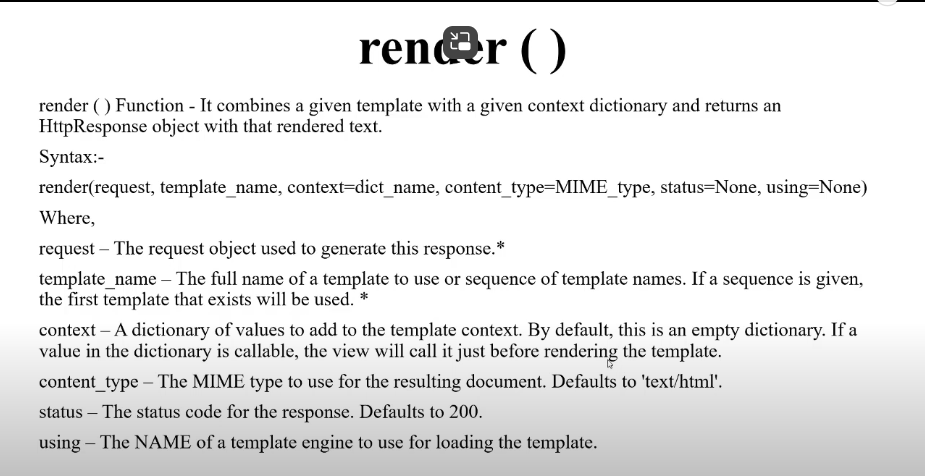 render ( )
render ( ) Function - It combines a given template with a given context dictionary and returns an
HttpResponse object with that rendered text.
Syntax:-
render(request, template_name, context=dict_name, content_type=MIME_type, status=None, using=None)
Where,
request – The request object used to generate this response.*
template_name – The full name of a template to use or sequence of template names. If a sequence is given,
the first template that exists will be used. *
context – A dictionary of values to add to the template context. By default, this is an empty dictionary. If a
value in the dictionary is callable, the view will call it just before rendering the template.
content_type – The MIME type to use for the resulting document. Defaults to 'text/html'.
status – The status code for the response. Defaults to 200.
using – The NAME of a template engine to use for loading the template.